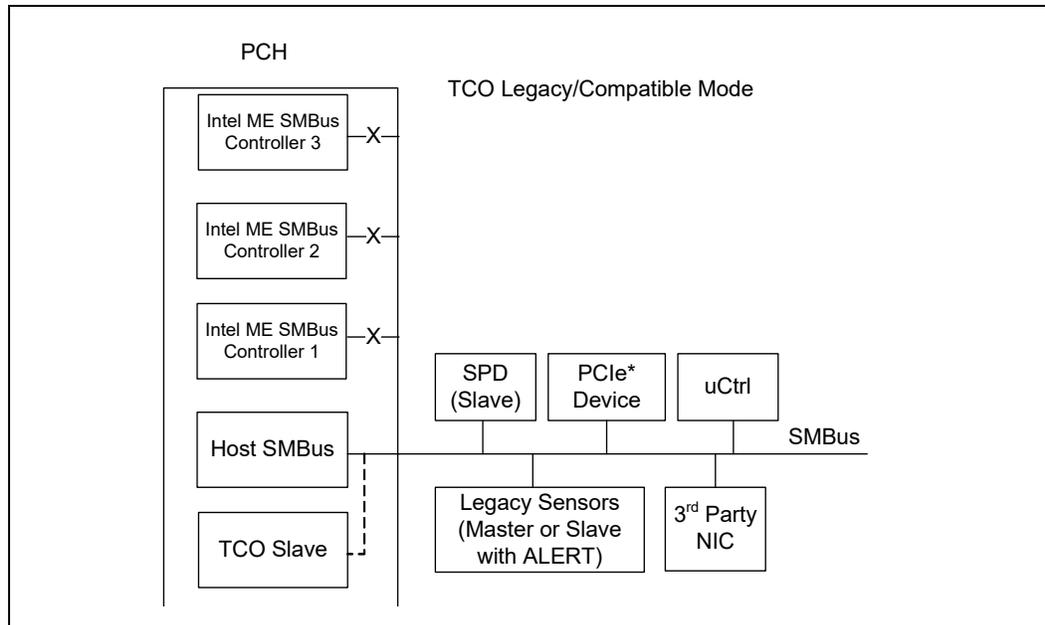 PCH
TCO Legacy/Compatible Mode
Intel ME SMBus
Controller 3
X
Intel ME SMBus
Controller 2
X
Intel ME SMBus
Controller 1
X
SPD
(Slave)
PCIe*
Device
uCtrl
Host SMBus
SMBus
TCO Slave
Legacy Sensors
(Master or Slave
with ALERT)
3rd Party
NIC